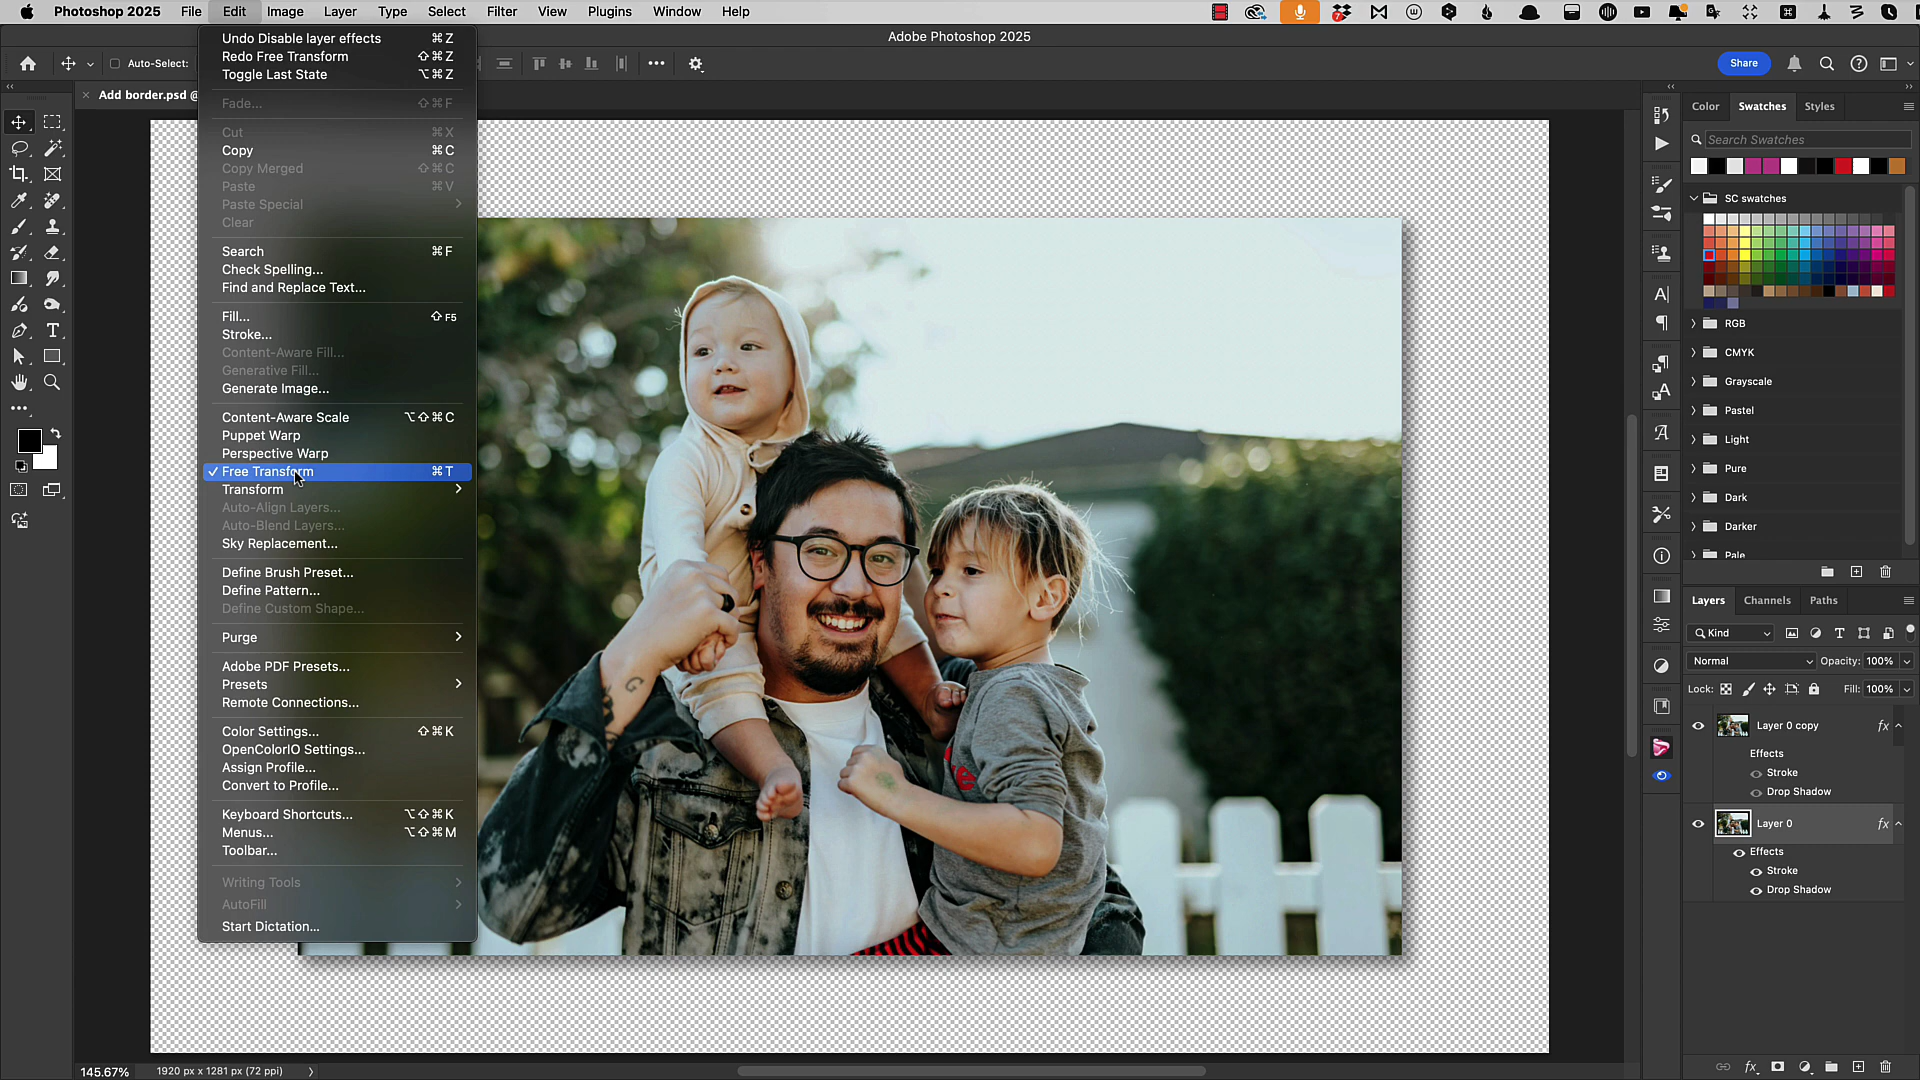 Photoshop 2025 File Edit Image Layer Type Select Filter View Plugins Window Help
Adobe Photoshop 2025
Auto-Select:
Share
Add border.psd @
Undo Disable layer effects ⌘Z
Redo Free Transform ⇧⌘Z
Toggle Last State ⌥⌘Z
Fade... ⇧⌘F
Cut ⌘X
Copy ⌘C
Copy Merged ⇧⌘C
Paste ⌘V
Paste Special
Clear
Search ⌘F
Check Spelling...
Find and Replace Text...
Fill... ⇧F5
Stroke...
Content-Aware Fill...
Generative Fill...
Generate Image...
Content-Aware Scale ⌥⇧⌘C
Puppet Warp
Perspective Warp
✓ Free Transform ⌘T
Transform
Auto-Align Layers...
Auto-Blend Layers...
Sky Replacement...
Define Brush Preset...
Define Pattern...
Define Custom Shape...
Purge
Adobe PDF Presets...
Presets
Remote Connections...
Color Settings... ⇧⌘K
OpenColorIO Settings...
Assign Profile...
Convert to Profile...
Keyboard Shortcuts... ⌥⇧⌘K
Menus... ⌥⇧⌘M
Toolbar...
Writing Tools
AutoFill
Start Dictation...
145.67% 1920 px x 1281 px (72 ppi)
Color Swatches Styles
Search Swatches
SC swatches
RGB
CMYK
Grayscale
Pastel
Light
Pure
Dark
Darker
Pale
Layers Channels Paths
Kind
Normal Opacity: 100%
Lock: Fill: 100%
Layer 0 copy fx
Effects
Stroke
Drop Shadow
Layer 0 fx
Effects
Stroke
Drop Shadow
fx